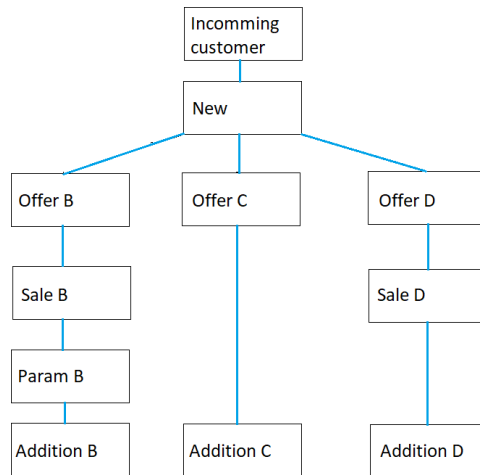 Incomming
customer
New
Offer B
Offer C
Offer D
Sale B
Sale D
Param B
Addition B
Addition C
Addition D